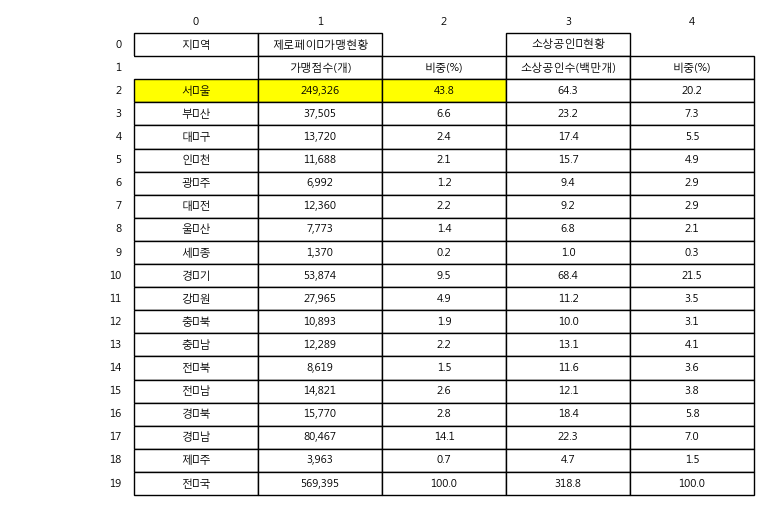 0 1 2 3 4
0 지역 제로페이 가맹현황 소상공인 현황
1 가맹점수(개) 비중(%) 소상공인수(백만개) 비중(%)
2 서울 249,326 43.8 64.3 20.2
3 부산 37,505 6.6 23.2 7.3
4 대구 13,720 2.4 17.4 5.5
5 인천 11,688 2.1 15.7 4.9
6 광주 6,992 1.2 9.4 2.9
7 대전 12,360 2.2 9.2 2.9
8 울산 7,773 1.4 6.8 2.1
9 세종 1,370 0.2 1.0 0.3
10 경기 53,874 9.5 68.4 21.5
11 강원 27,965 4.9 11.2 3.5
12 충북 10,893 1.9 10.0 3.1
13 충남 12,289 2.2 13.1 4.1
14 전북 8,619 1.5 11.6 3.6
15 전남 14,821 2.6 12.1 3.8
16 경북 15,770 2.8 18.4 5.8
17 경남 80,467 14.1 22.3 7.0
18 제주 3,963 0.7 4.7 1.5
19 전국 569,395 100.0 318.8 100.0